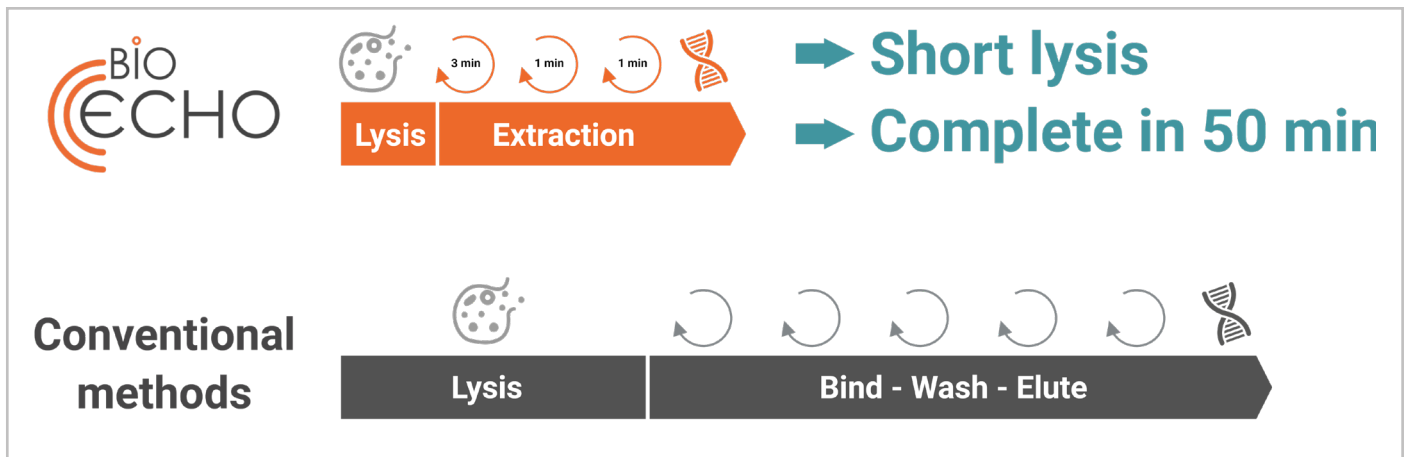 BIO
ECHO
3 min
1 min
1 min
Lysis
Extraction
Short lysis
Complete in 50 min
Conventional
methods
Lysis
Bind - Wash - Elute